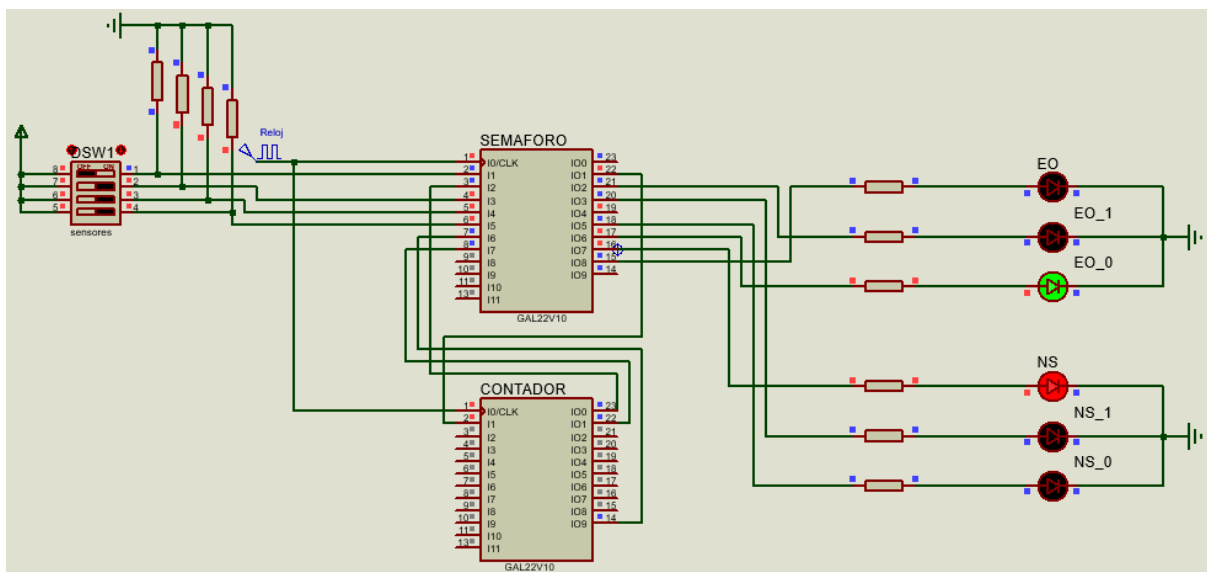 Reloj
DSW1
OFF ON
8 1
7 2
6 3
5 4
sensores
SEMAFORO
1 I0/CLK IO0 23
2 I1 IO1 22
3 I2 IO2 21
4 I3 IO3 20
5 I4 IO4 19
6 I5 IO5 18
7 I6 IO6 17
8 I7 IO7 16
9 I8 IO8 15
10 I9 IO9 14
11 I10
13 I11
GAL22V10
EO
EO_1
EO_0
NS
NS_1
NS_0
CONTADOR
1 I0/CLK IO0 23
2 I1 IO1 22
3 I2 IO2 21
4 I3 IO3 20
5 I4 IO4 19
6 I5 IO5 18
7 I6 IO6 17
8 I7 IO7 16
9 I8 IO8 15
10 I9 IO9 14
11 I10
13 I11
GAL22V10